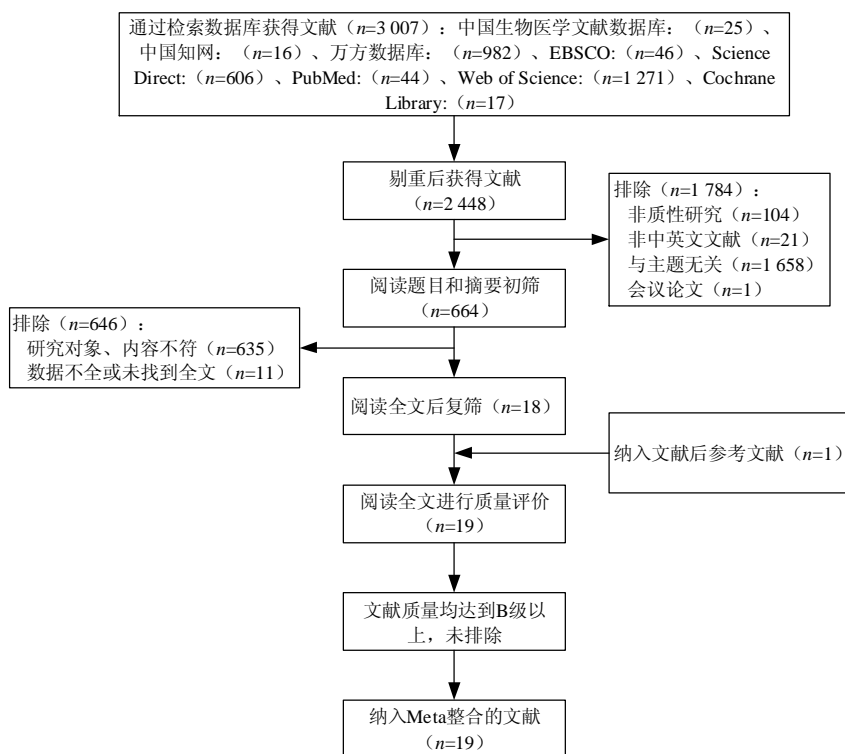 通过检索数据库获得文献（n=3 007）：中国生物医学文献数据库：（n=25）、
中国知网：（n=16）、万方数据库：（n=982）、EBSCO:（n=46）、Science
Direct:（n=606）、PubMed:（n=44）、Web of Science:（n=1 271）、Cochrane
Library:（n=17）
剔重后获得文献
（n=2 448）
排除（n=1 784）：
非质性研究（n=104）
非中英文文献（n=21）
与主题无关（n=1 658）
会议论文（n=1）
阅读题目和摘要初筛
（n=664）
排除（n=646）：
研究对象、内容不符（n=635）
数据不全或未找到全文（n=11）
阅读全文后复筛（n=18）
纳入文献后参考文献（n=1）
阅读全文进行质量评价
（n=19）
文献质量均达到B级以
上，未排除
纳入Meta整合的文献
（n=19）